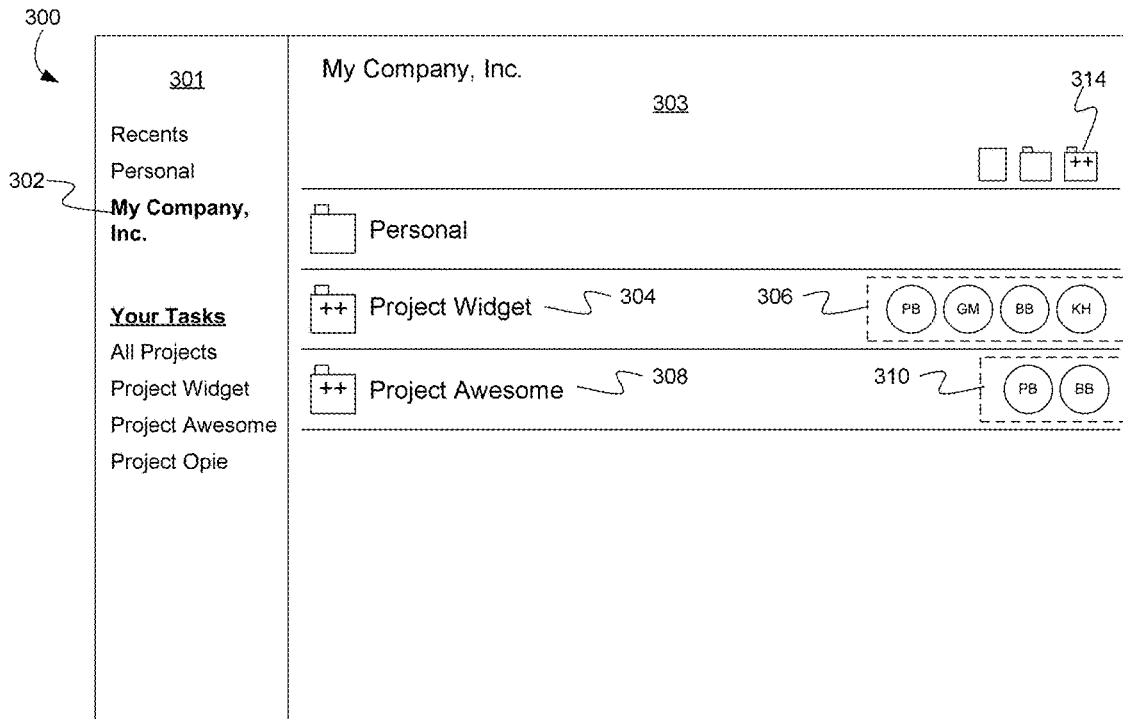 300
301
My Company, Inc.
303
314
++
Recents
Personal
302
My Company,
Inc.
Personal
++ Project Widget 304 306 PB GM BB KH
Your Tasks
All Projects
Project Widget
Project Awesome
Project Opie
++ Project Awesome 308 310 PB BB